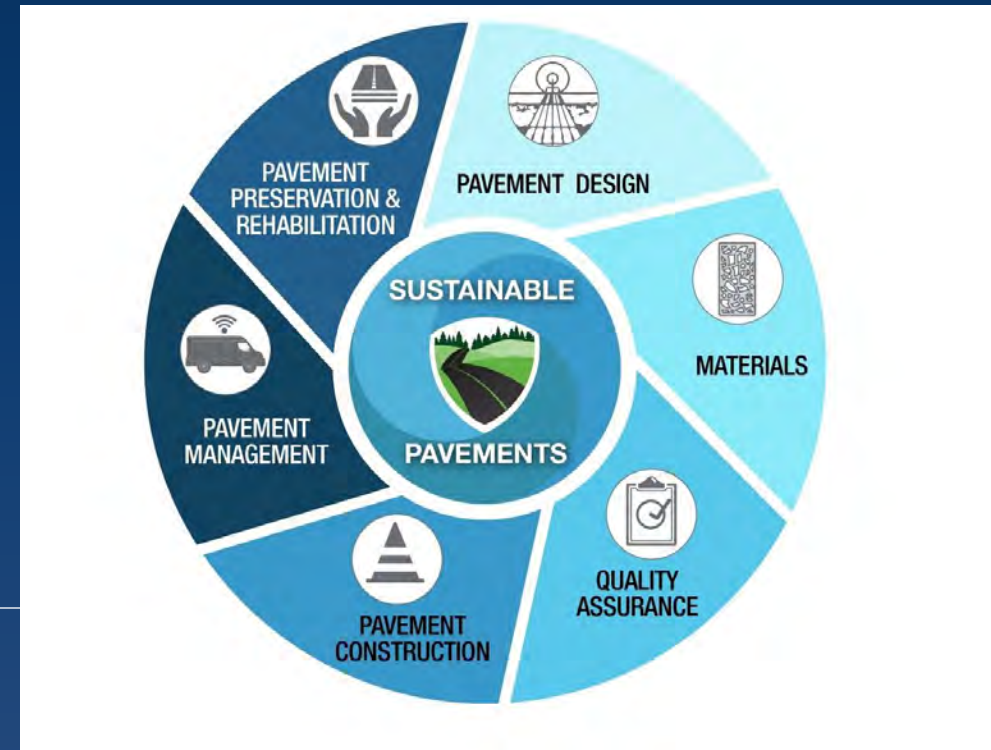 PAVEMENT
PRESERVATION &
REHABILITATION
PAVEMENT DESIGN
MATERIALS
QUALITY
ASSURANCE
PAVEMENT
CONSTRUCTION
PAVEMENT
MANAGEMENT
SUSTAINABLE
PAVEMENTS